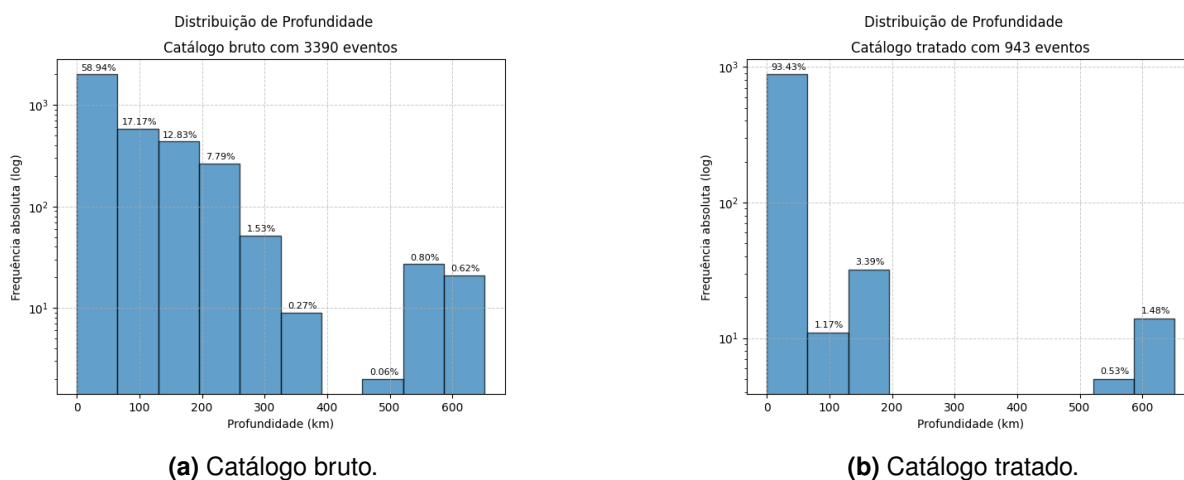 Distribuição de Profundidade
Catálogo bruto com 3390 eventos
58.94%
17.17%
12.83%
7.79%
1.53%
0.27%
0.06%
0.80%
0.62%
10³
10²
10¹
Frequência absoluta (log)
0 100 200 300 400 500 600
Profundidade (km)
(a) Catálogo bruto.
Distribuição de Profundidade
Catálogo tratado com 943 eventos
93.43%
1.17%
3.39%
0.53%
1.48%
10³
10²
10¹
Frequência absoluta (log)
0 100 200 300 400 500 600
Profundidade (km)
(b) Catálogo tratado.